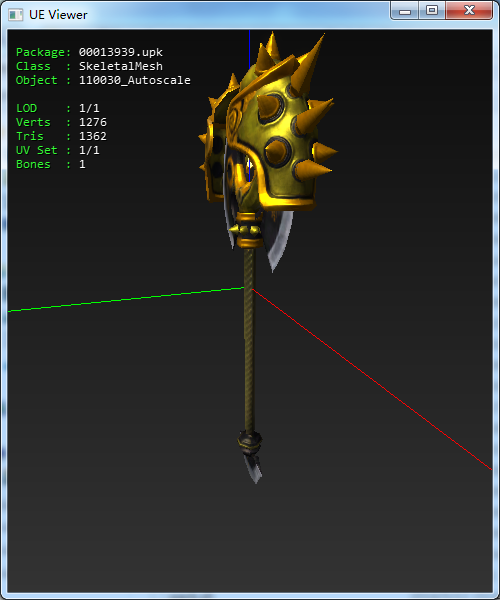 UE Viewer
Package: 00013939.upk
Class  : SkeletalMesh
Object : 110030_Autoscale
LOD    : 1/1
Verts  : 1276
Tris   : 1362
UV Set : 1/1
Bones  : 1